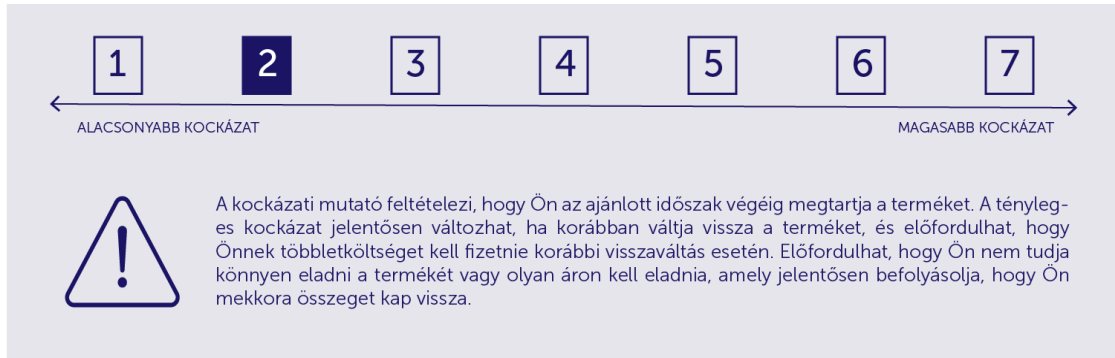 1 2 3 4 5 6 7
ALACSONYABB KOCKÁZAT MAGASABB KOCKÁZAT
A kockázati mutató feltételezi, hogy Ön az ajánlott időszak végéig megtartja a terméket. A tényleg-
es kockázat jelentősen változhat, ha korábban váltja vissza a terméket, és előfordulhat, hogy
Önnek többletköltséget kell fizetnie korábbi visszaváltás esetén. Előfordulhat, hogy Ön nem tudja
könnyen eladni a termékét vagy olyan áron kell eladnia, amely jelentősen befolyásolja, hogy Ön
mekkora összeget kap vissza.